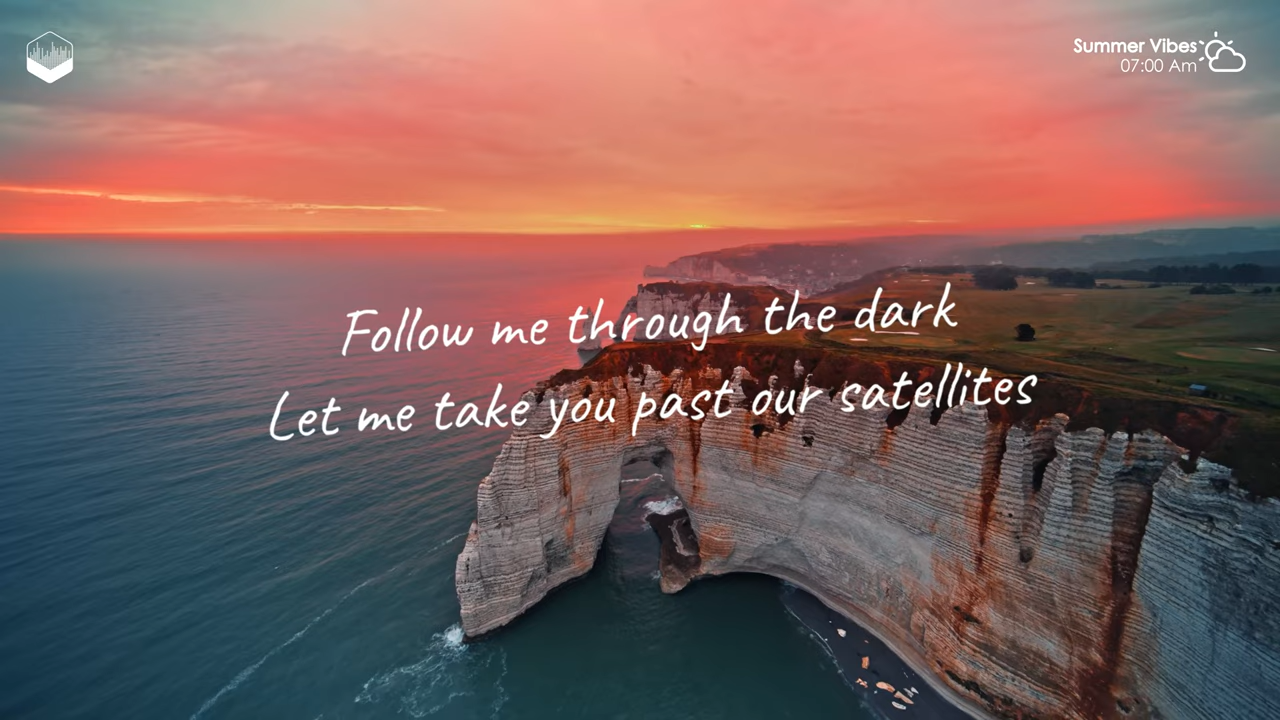 Summer Vibes
07:00 Am
Follow me through the dark
Let me take you past our satellites